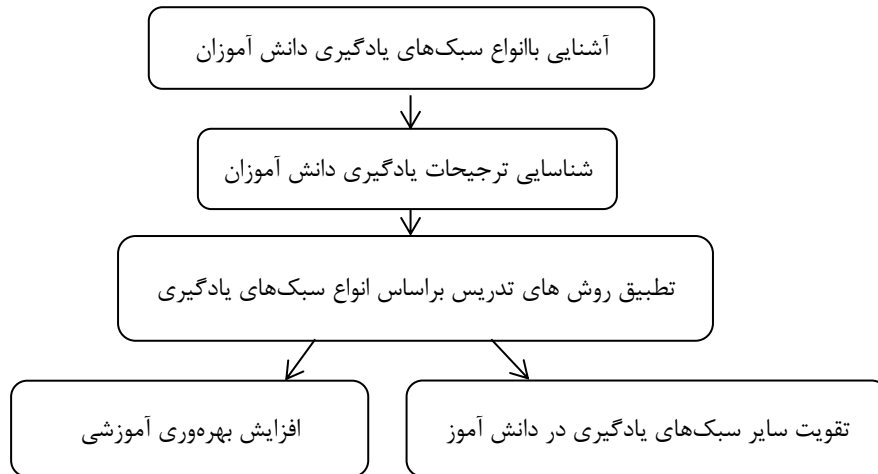 آشنایی باانواع سبک‌های یادگیری دانش آموزان
شناسایی ترجیحات یادگیری دانش آموزان
تطبیق روش های تدریس براساس انواع سبک‌های یادگیری
تقویت سایر سبک‌های یادگیری در دانش آموز
افزایش بهره‌وری آموزشی